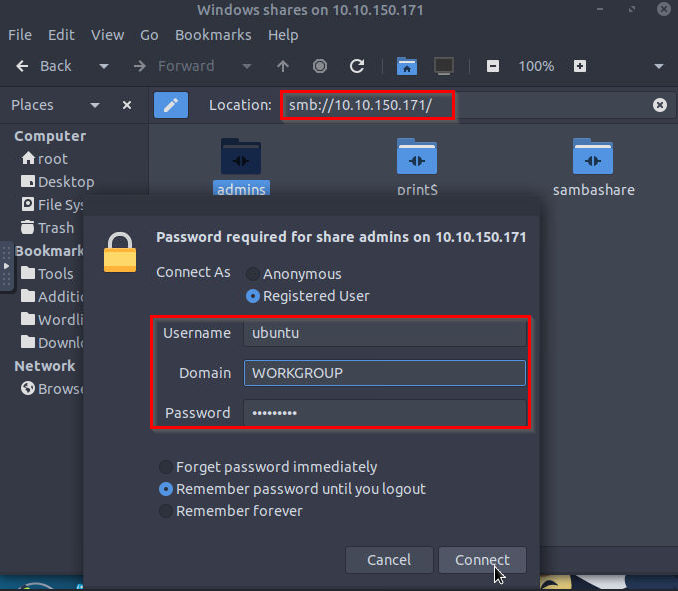 Windows shares on 10.10.150.171
File Edit View Go Bookmarks Help
Back Forward 100%
Places Location: smb://10.10.150.171/
Computer
root
Desktop
File Sys
Trash
Bookmark
Tools
Additio
Wordli
Downl
Network
Browse
admins print$ sambashare
Password required for share admins on 10.10.150.171
Connect As Anonymous
Registered User
Username ubuntu
Domain WORKGROUP
Password •••••••••
Forget password immediately
Remember password until you logout
Remember forever
Cancel Connect